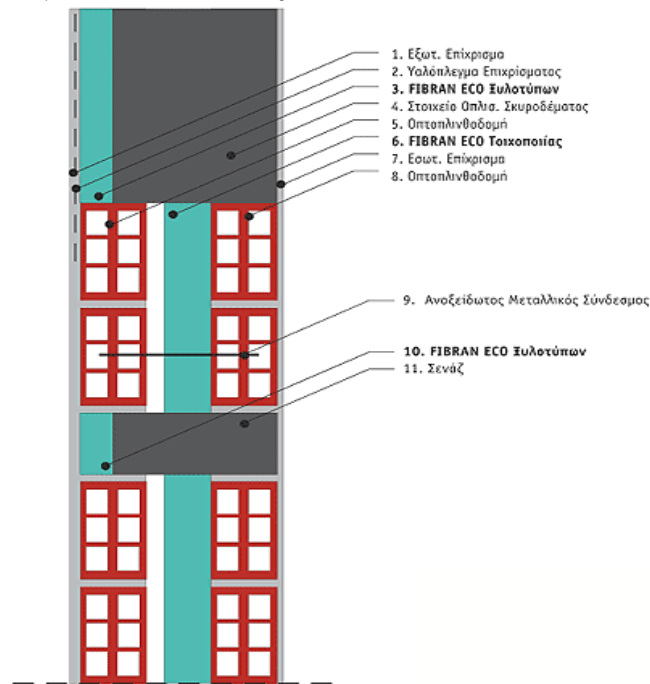 1. Εξωτ. Επίχρισμα
2. Υαλόπλεγμα Επιχρίσματος
3. FIBRAN ECO Ξυλοτύπων
4. Στοιχείο Οπλισ. Σκυροδέματος
5. Οπτοπλινθοδομή
6. FIBRAN ECO Τοιχοποιίας
7. Εσωτ. Επίχρισμα
8. Οπτοπλινθοδομή
9. Ανοξείδωτος Μεταλλικός Σύνδεσμος
10. FIBRAN ECO Ξυλοτύπων
11. Σενάζ